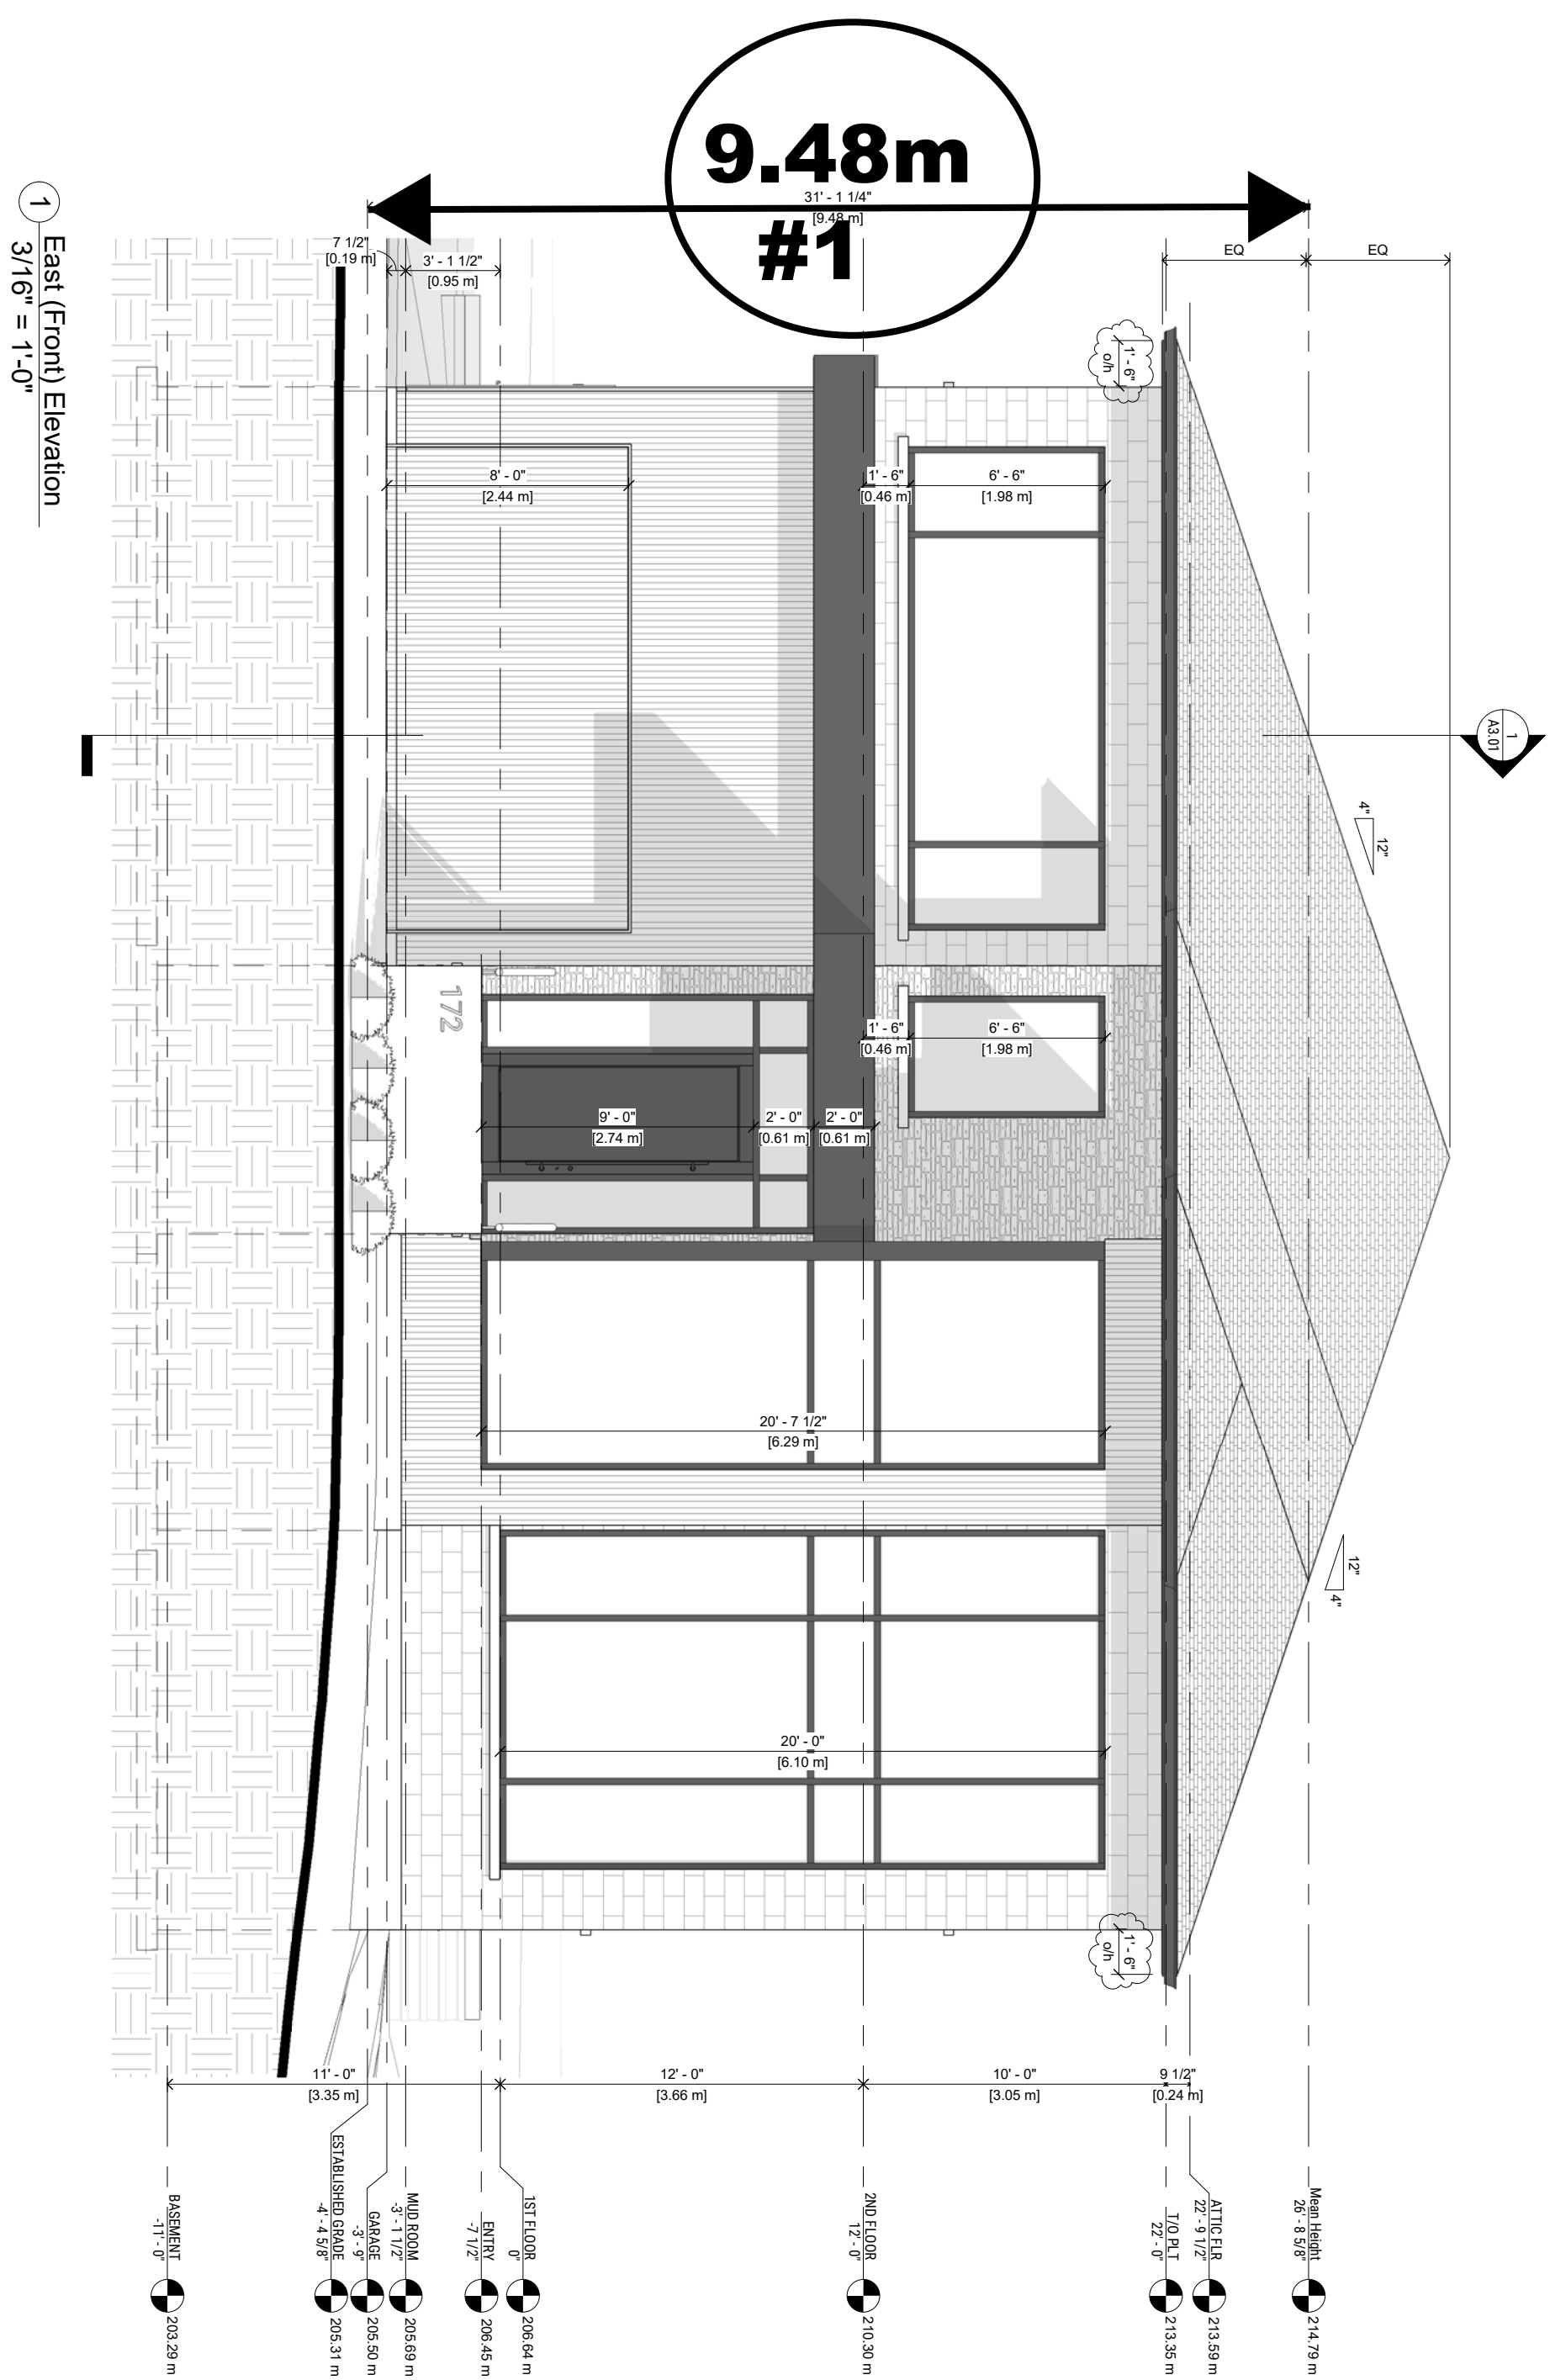 9.48m
31' - 1 1/4"
[9.48 m]
#1
7 1/2"
[0.19 m]
3' - 1 1/2"
[0.95 m]
EQ
EQ
1
East (Front) Elevation
3/16" = 1'-0"
1' - 6"
o/h
8' - 0"
[2.44 m]
1' - 6"
[0.46 m]
6' - 6"
[1.98 m]
1
A3.01
4"
12"
172
1' - 6"
[0.46 m]
6' - 6"
[1.98 m]
9' - 0"
[2.74 m]
2' - 0"
[0.61 m]
2' - 0"
[0.61 m]
20' - 7 1/2"
[6.29 m]
12"
4"
20' - 0"
[6.10 m]
1' - 6"
o/h
11' - 0"
[3.35 m]
12' - 0"
[3.66 m]
10' - 0"
[3.05 m]
9 1/2"
[0.24 m]
Mean Height
26' - 8 5/8"
214.79 m
ATTIC FLR
22' - 9 1/2"
213.59 m
T/O PLT
22' - 0"
213.35 m
2ND FLOOR
12' - 0"
210.30 m
1ST FLOOR
0"
206.64 m
ENTRY
-7 1/2"
206.45 m
MUD ROOM
-3' - 1 1/2"
205.69 m
GARAGE
-3' - 9"
205.50 m
ESTABLISHED GRADE
-4' - 4 5/8"
205.31 m
BASEMENT
-11' - 0"
203.29 m